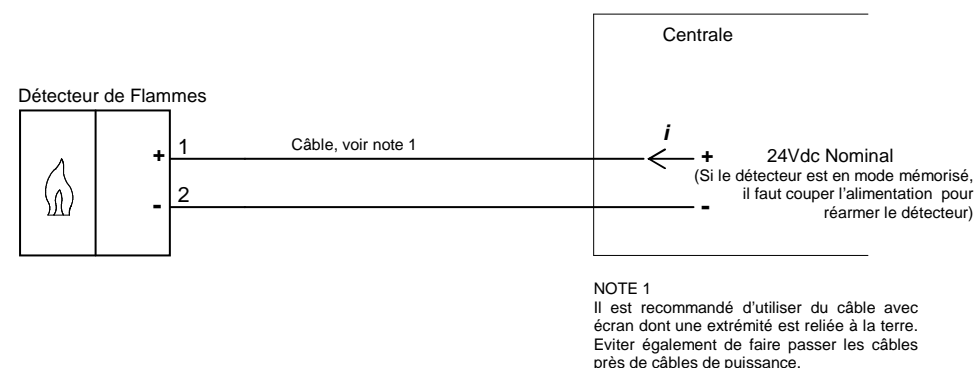 Centrale
Détecteur de Flammes
+ 1
Câble, voir note 1
i
+ 24Vdc Nominal
(Si le détecteur est en mode mémorisé,
il faut couper l'alimentation pour
réarmer le détecteur)
- 2
-
NOTE 1
Il est recommandé d'utiliser du câble avec
écran dont une extrémité est reliée à la terre.
Eviter également de faire passer les câbles
près de câbles de puissance.